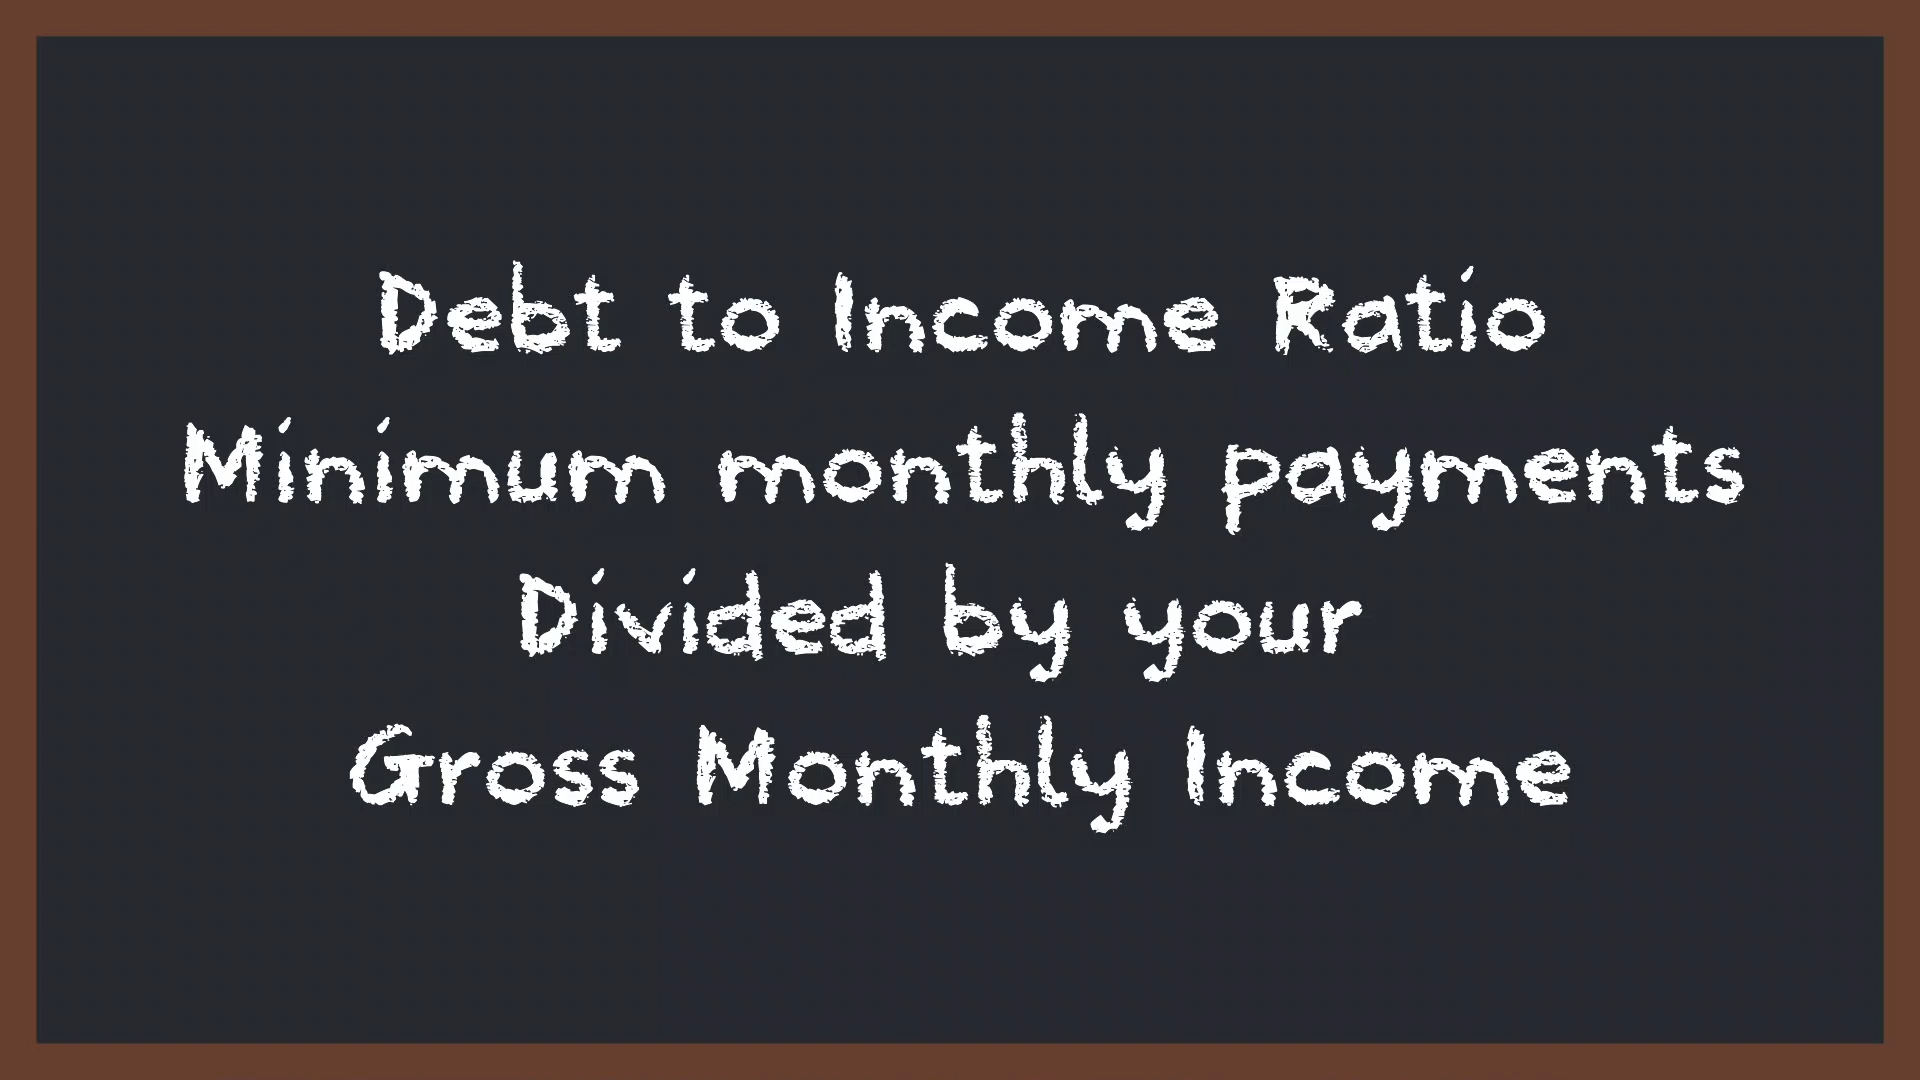 Debt to Income Ratio
Minimum monthly payments
Divided by your
Gross Monthly Income